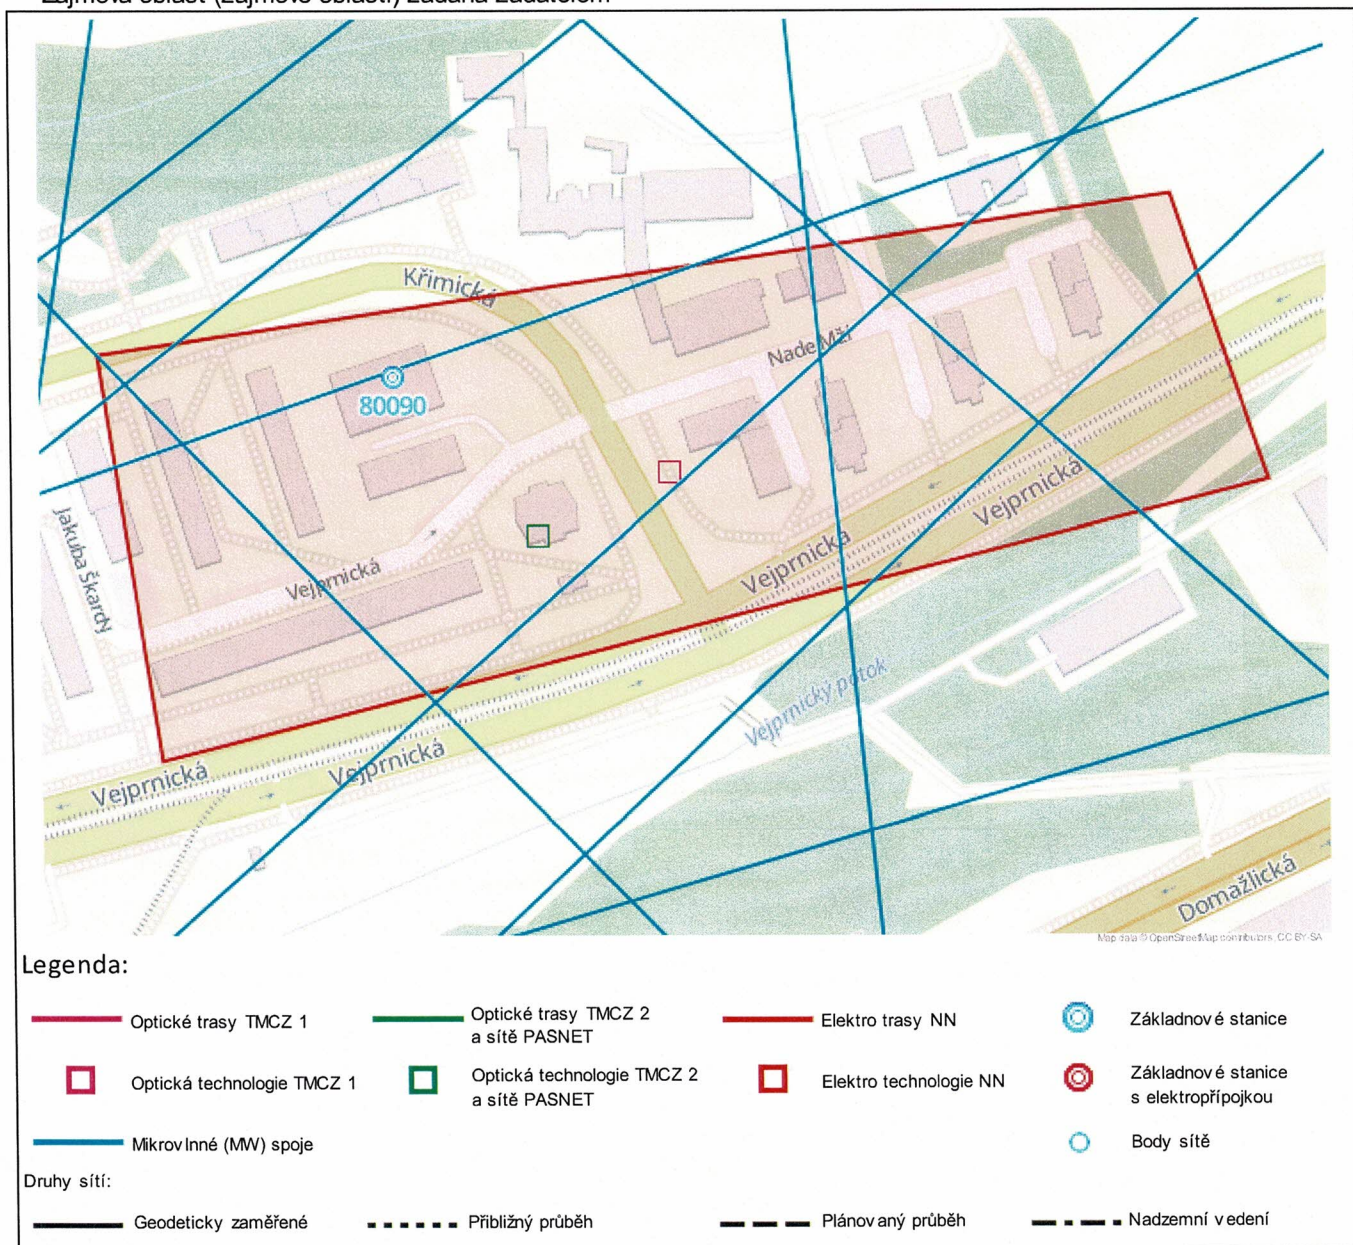 Zájmová oblast (zájmové oblasti) zadaná žadatelem
Křimická
Nade Mží
80090
Jakuba Škardy
Vejprnická
Vejprnická
Vejprnická
Vejprnický potok
Vejprnická
Vejprnická
Domažlická
Map data © OpenStreetMap contributors, CC BY-SA
Legenda:
Optické trasy TMCZ 1
Optické trasy TMCZ 2
a sítě PASNET
Elektro trasy NN
Základnové stanice
Optická technologie TMCZ 1
Optická technologie TMCZ 2
a sítě PASNET
Elektro technologie NN
Základnové stanice
s elektropřípojkou
Mikrovlnné (MW) spoje
Body sítě
Druhy sítí:
Geodeticky zaměřené
Přibližný průběh
Plánovaný průběh
Nadzemní vedení